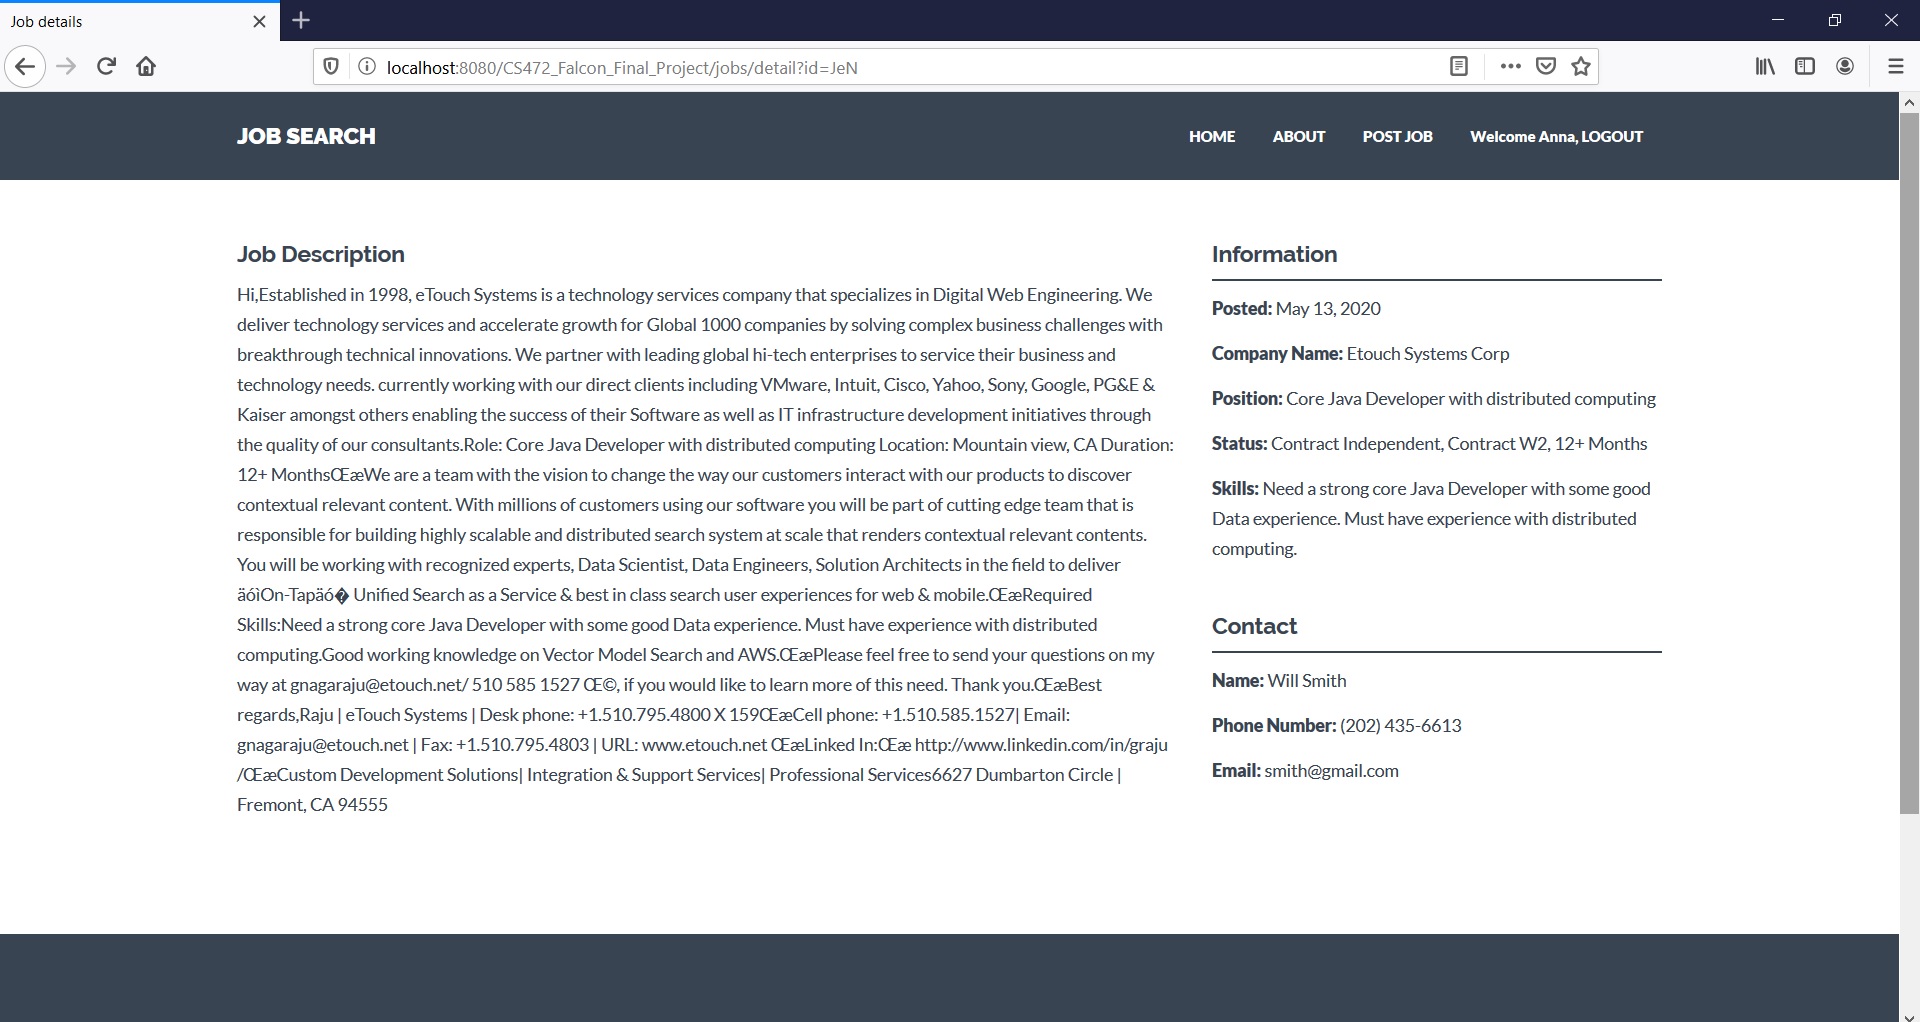 Job details
localhost:8080/CS472_Falcon_Final_Project/jobs/detail?id=JeN
JOB SEARCH
HOME
ABOUT
POST JOB
Welcome Anna, LOGOUT
Job Description
Hi,Established in 1998, eTouch Systems is a technology services company that specializes in Digital Web Engineering. We
deliver technology services and accelerate growth for Global 1000 companies by solving complex business challenges with
breakthrough technical innovations. We partner with leading global hi-tech enterprises to service their business and
technology needs. currently working with our direct clients including VMware, Intuit, Cisco, Yahoo, Sony, Google, PG&E &
Kaiser amongst others enabling the success of their Software as well as IT infrastructure development initiatives through
the quality of our consultants.Role: Core Java Developer with distributed computing Location: Mountain view, CA Duration:
12+ MonthsŒæWe are a team with the vision to change the way our customers interact with our products to discover
contextual relevant content. With millions of customers using our software you will be part of cutting edge team that is
responsible for building highly scalable and distributed search system at scale that renders contextual relevant contents.
You will be working with recognized experts, Data Scientist, Data Engineers, Solution Architects in the field to deliver
äóìOn-Tapäó� Unified Search as a Service & best in class search user experiences for web & mobile.ŒæRequired
Skills:Need a strong core Java Developer with some good Data experience. Must have experience with distributed
computing.Good working knowledge on Vector Model Search and AWS.ŒæPlease feel free to send your questions on my
way at gnagaraju@etouch.net/ 510 585 1527 Œ©, if you would like to learn more of this need. Thank you.ŒæBest
regards,Raju | eTouch Systems | Desk phone: +1.510.795.4800 X 159ŒæCell phone: +1.510.585.1527| Email:
gnagaraju@etouch.net | Fax: +1.510.795.4803 | URL: www.etouch.net ŒæLinked In:Œæ http://www.linkedin.com/in/graju
/ŒæCustom Development Solutions| Integration & Support Services| Professional Services6627 Dumbarton Circle |
Fremont, CA 94555
Information
Posted: May 13, 2020
Company Name: Etouch Systems Corp
Position: Core Java Developer with distributed computing
Status: Contract Independent, Contract W2, 12+ Months
Skills: Need a strong core Java Developer with some good
Data experience. Must have experience with distributed
computing.
Contact
Name: Will Smith
Phone Number: (202) 435-6613
Email: smith@gmail.com